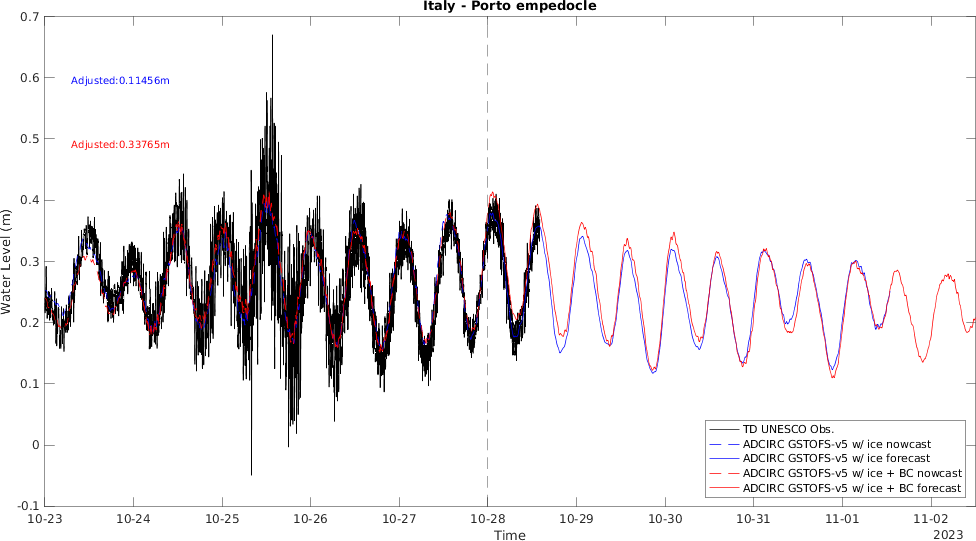 Italy - Porto empedocle
0.7
0.6
0.5
0.4
0.3
0.2
0.1
0
-0.1
Water Level (m)
Adjusted:0.11456m
Adjusted:0.33765m
TD UNESCO Obs.
ADCIRC GSTOFS-v5 w/ ice nowcast
ADCIRC GSTOFS-v5 w/ ice forecast
ADCIRC GSTOFS-v5 w/ ice + BC nowcast
ADCIRC GSTOFS-v5 w/ ice + BC forecast
10-23 10-24 10-25 10-26 10-27 10-28 10-29 10-30 10-31 11-01 11-02
Time
2023